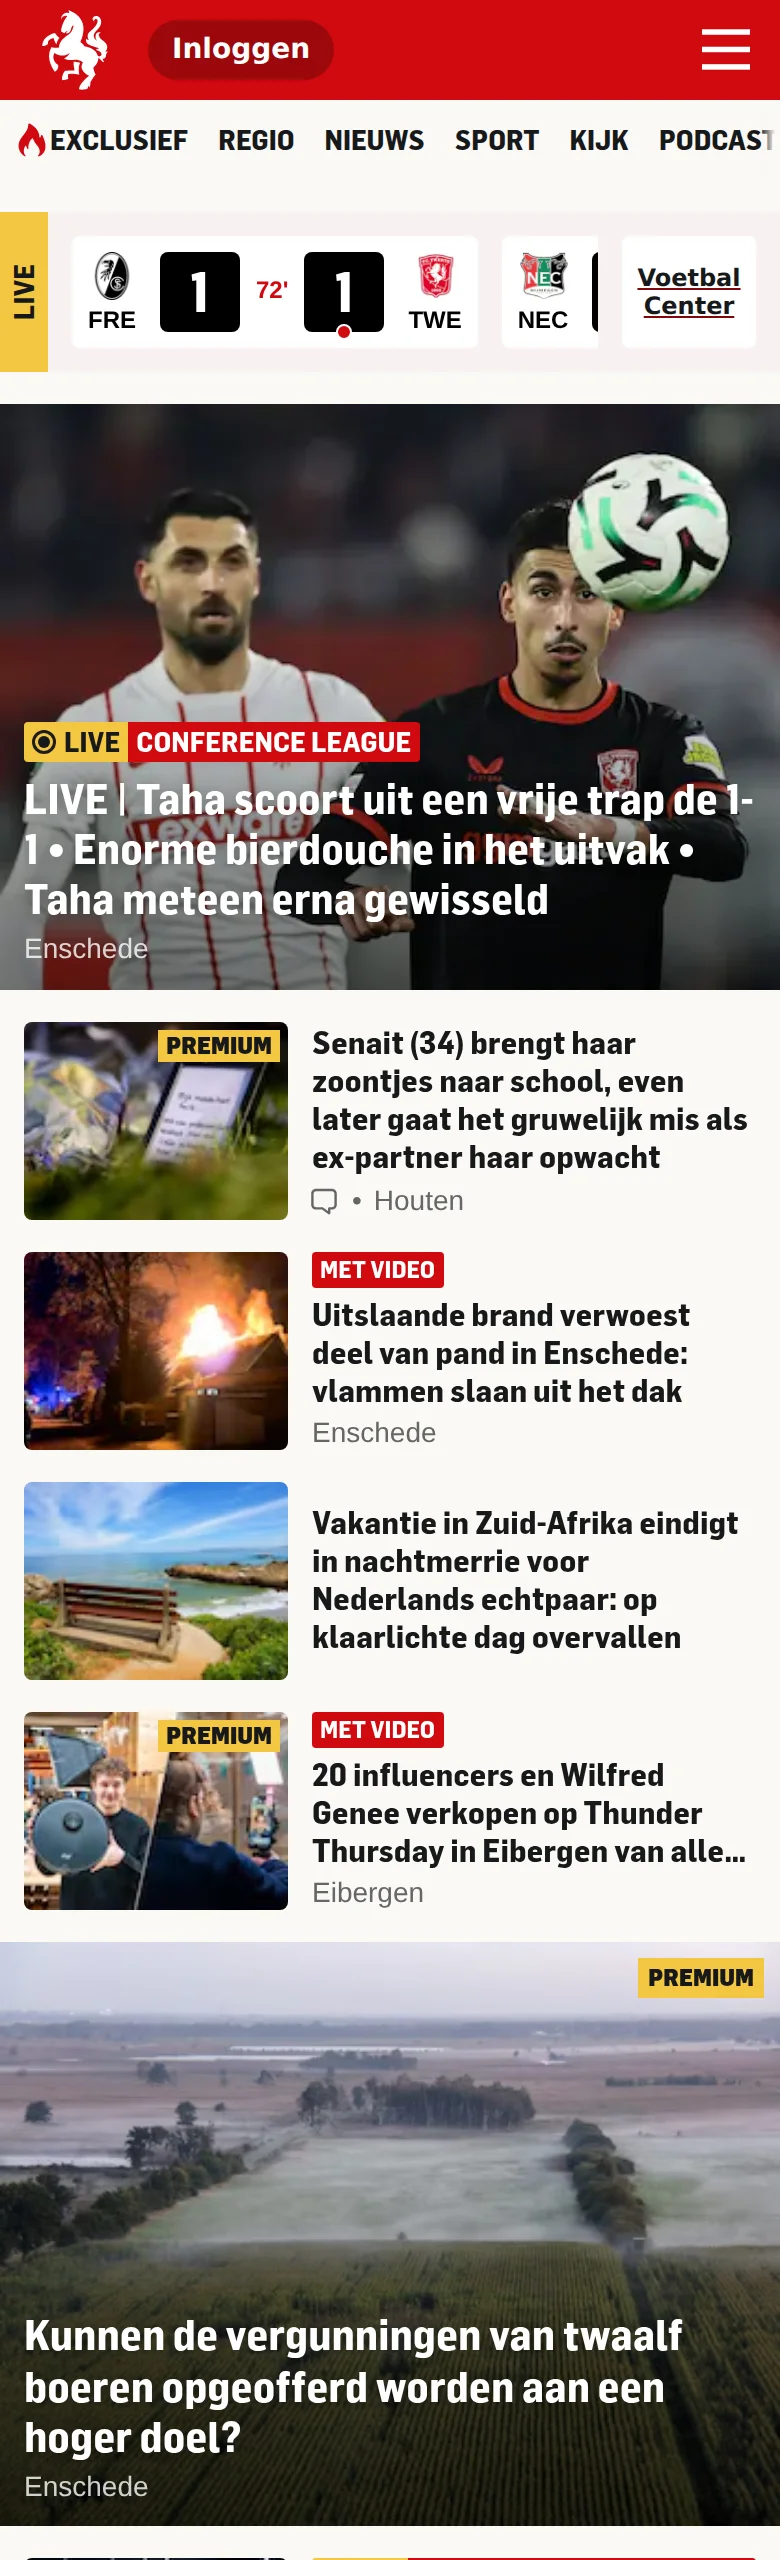 Inloggen
EXCLUSIEF REGIO NIEUWS SPORT KIJK PODCAST
LIVE
FRE 1 72' 1 TWE
NEC
Voetbal
Center
LIVE CONFERENCE LEAGUE
LIVE | Taha scoort uit een vrije trap de 1-
1 • Enorme bierdouche in het uitvak •
Taha meteen erna gewisseld
Enschede
PREMIUM
Senait (34) brengt haar
zoontjes naar school, even
later gaat het gruwelijk mis als
ex-partner haar opwacht
• Houten
MET VIDEO
Uitslaande brand verwoest
deel van pand in Enschede:
vlammen slaan uit het dak
Enschede
Vakantie in Zuid-Afrika eindigt
in nachtmerrie voor
Nederlands echtpaar: op
klaarlichte dag overvallen
PREMIUM
MET VIDEO
20 influencers en Wilfred
Genee verkopen op Thunder
Thursday in Eibergen van alle...
Eibergen
PREMIUM
Kunnen de vergunningen van twaalf
boeren opgeofferd worden aan een
hoger doel?
Enschede